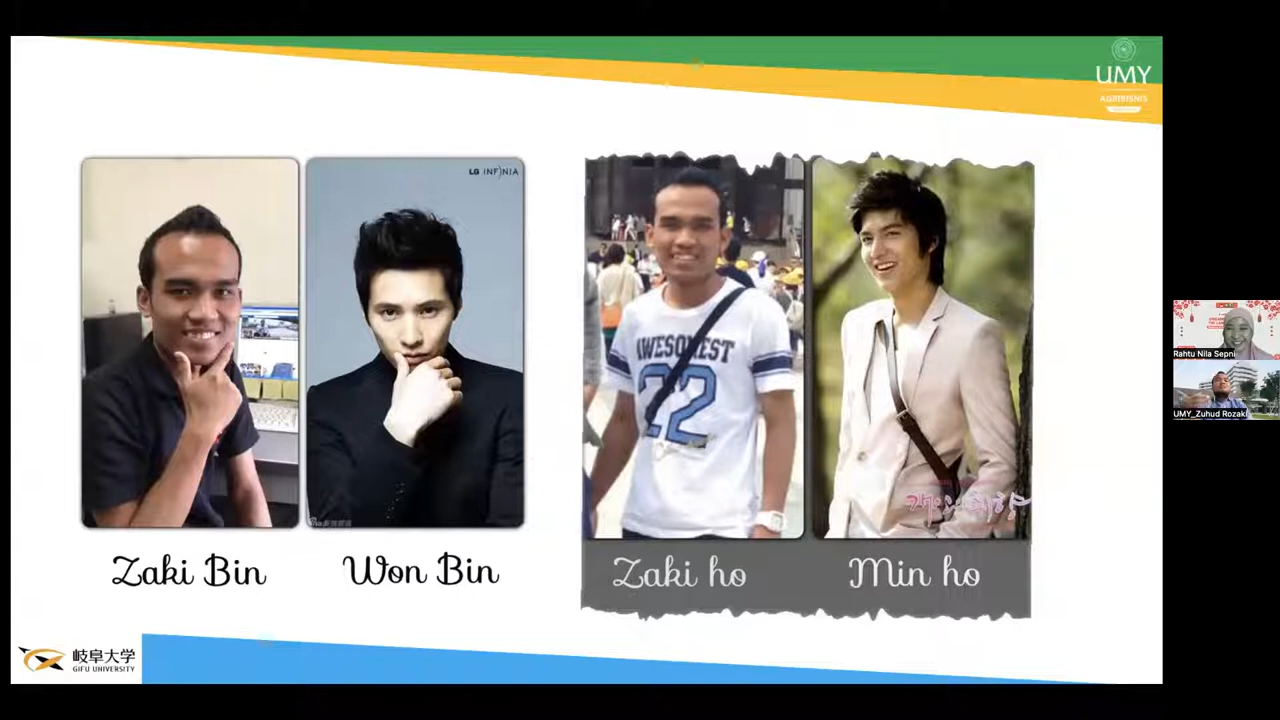 UMY
AGRIBISNIS
LG INFINIA
AWESOMEST
22
Zaki Bin
Won Bin
Zaki ho
Min ho
岐阜大学
GIFU UNIVERSITY
Rahtu Nila Sepni
UMY_Zuhud Rozaki